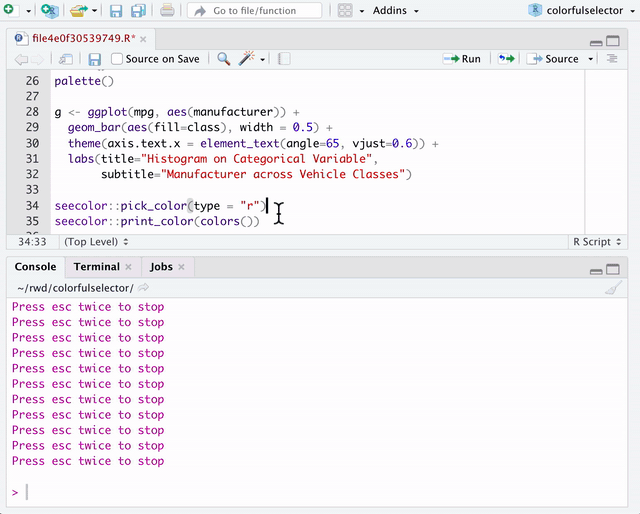 Go to file/function
Addins
colorfulselector
file4e0f30539749.R*
Source on Save
Run
Source
26 palette()
27
28 g <- ggplot(mpg, aes(manufacturer)) +
29 geom_bar(aes(fill=class), width = 0.5) +
30 theme(axis.text.x = element_text(angle=65, vjust=0.6)) +
31 labs(title="Histogram on Categorical Variable",
32 subtitle="Manufacturer across Vehicle Classes")
33
34 seecolor::pick_color(type = "r")
35 seecolor::print_color(colors())
34:33 (Top Level) R Script
Console Terminal Jobs
~/rwd/colorfulselector/
Press esc twice to stop
Press esc twice to stop
Press esc twice to stop
Press esc twice to stop
Press esc twice to stop
Press esc twice to stop
Press esc twice to stop
Press esc twice to stop
Press esc twice to stop
Press esc twice to stop
Press esc twice to stop
>